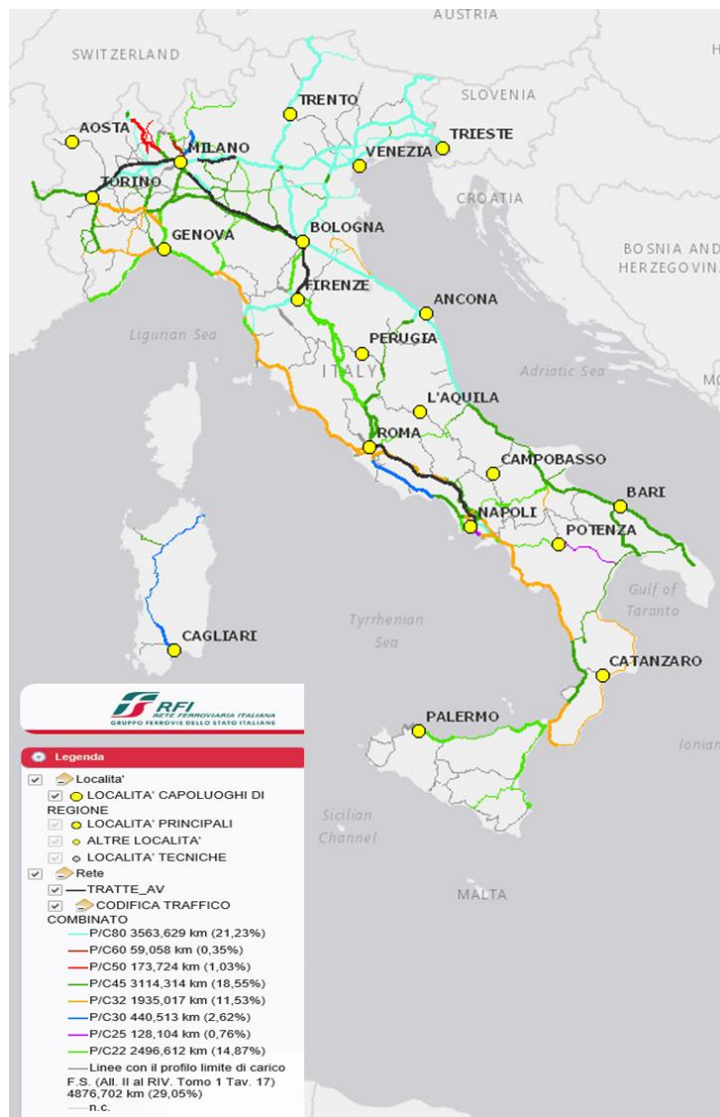 AUSTRIA
SWITZERLAND
H
TRENTO
SLOVENIA
AOSTA
MILANO
TRIESTE
VENEZIA
TORINO
CROATIA
BOLOGNA
GENOVA
BOSNIA AND
HERZEGOVINA
FIRENZE
ANCONA
Ligurian Sea
PERUGIA
ITALY
Adriatic Sea
MO
L'AQUILA
ROMA
CAMPOBASSO
BARI
NAPOLI
POTENZA
Gulf of
Taranto
Tyrrhenian
Sea
CAGLIARI
CATANZARO
RFI
RETE FERROVIARIA ITALIANA
GRUPPO FERROVIE DELLO STATO ITALIANE
PALERMO
Ionian
Legenda
Localita'
LOCALITA' CAPOLUOGHI DI
REGIONE
LOCALITA' PRINCIPALI
ALTRE LOCALITA'
LOCALITA' TECNICHE
Sicilian
Channel
Rete
TRATTE_AV
CODIFICA TRAFFICO
COMBINATO
MALTA
P/C80 3563,629 km (21,23%)
P/C60 59,058 km (0,35%)
P/C50 173,724 km (1,03%)
P/C45 3114,314 km (18,55%)
P/C32 1935,017 km (11,53%)
P/C30 440,513 km (2,62%)
P/C25 128,104 km (0,76%)
P/C22 2496,612 km (14,87%)
Linee con il profilo limite di carico
F.S. (All. II al RIV. Tomo 1 Tav. 17)
4876,702 km (29,05%)
n.c.